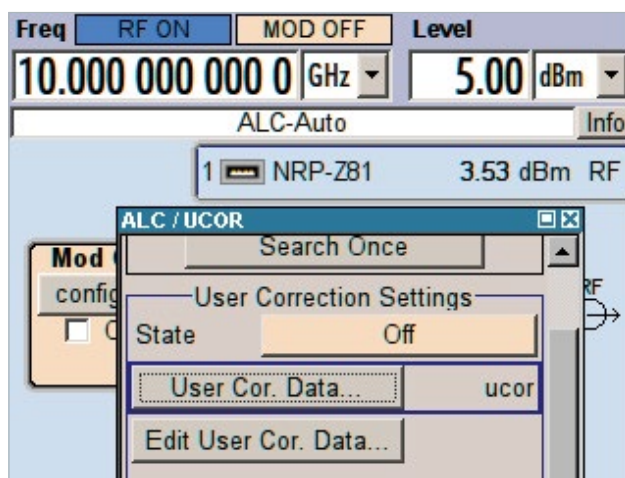 Freq RF ON MOD OFF Level
10.000 000 000 0 GHz 5.00 dBm
ALC-Auto Info
1 NRP-Z81 3.53 dBm RF
ALC / UCOR
Search Once
Mod
config
RF
User Correction Settings
State Off
User Cor. Data... ucor
Edit User Cor. Data...